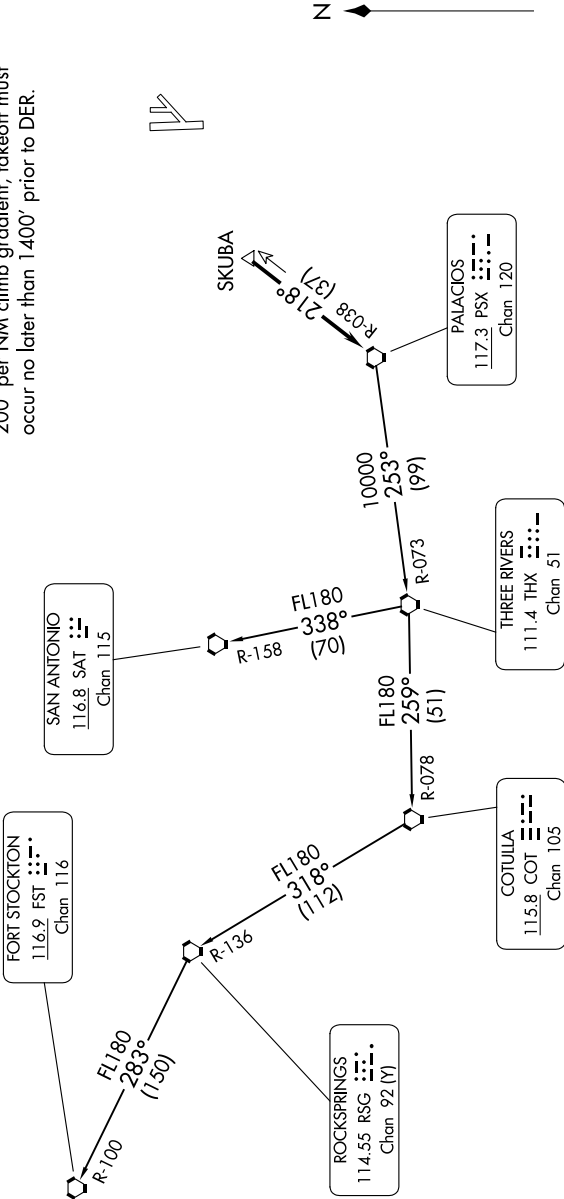 200' per NM climb gradient, takeoff must
occur no later than 1400' prior to DER.
N
SKUBA
218°
(37)
R-038
PALACIOS
117.3 PSX
Chan 120
10000
253°
(99)
R-073
THREE RIVERS
111.4 THX
Chan 51
FL180
338°
(70)
R-158
SAN ANTONIO
116.8 SAT
Chan 115
FL180
259°
(51)
R-078
COTULLA
115.8 COT
Chan 105
FL180
318°
(112)
R-136
ROCKSPRINGS
114.55 RSG
Chan 92 (Y)
FL180
283°
(150)
R-100
FORT STOCKTON
116.9 FST
Chan 116